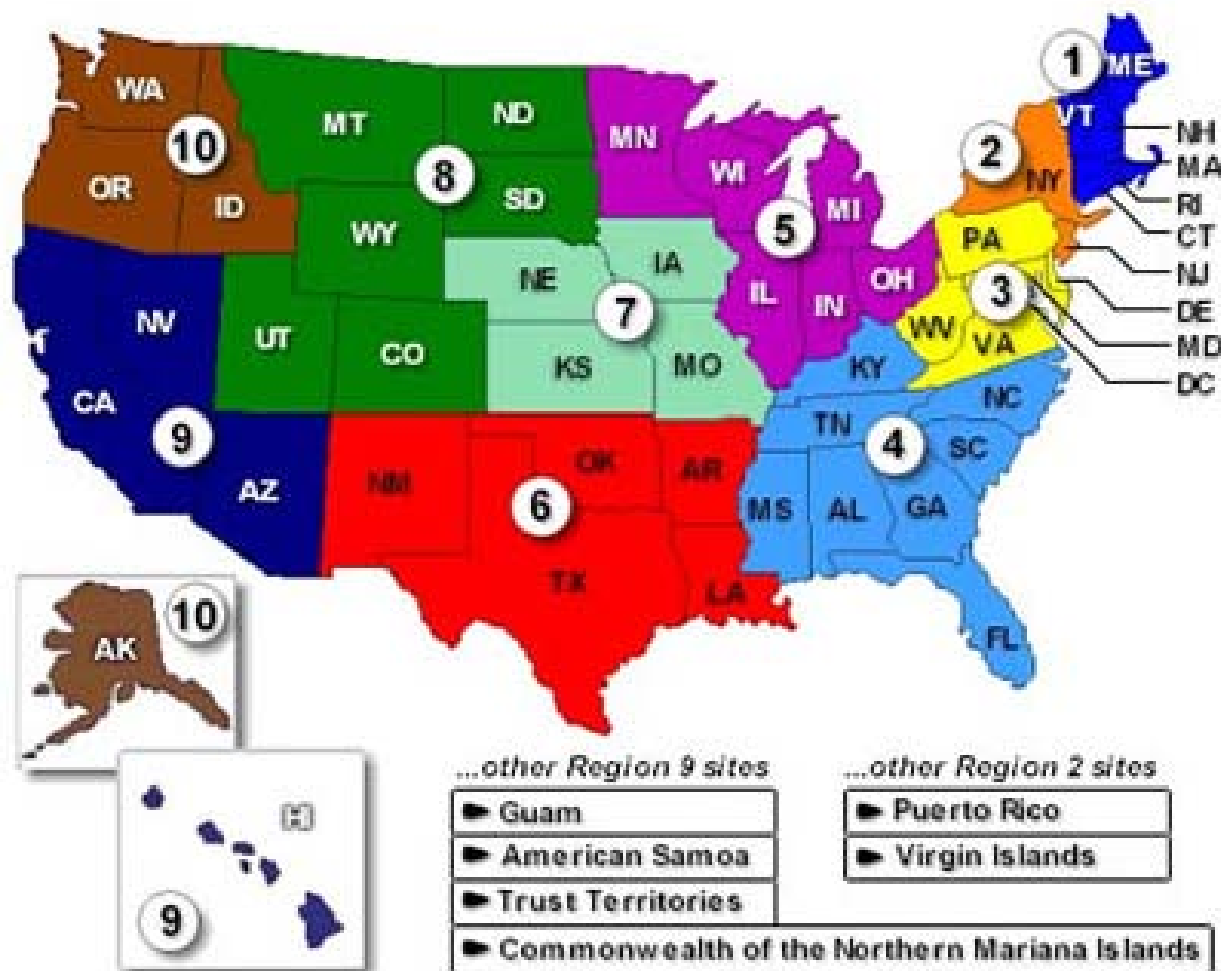 1
ME
WA
VT
MT
ND
MN
NH
10
2
MA
8
WI
NY
OR
ID
SD
MI
RI
5
CT
WY
PA
IA
NJ
NE
OH
3
IL
DE
7
IN
NV
WV
UT
VA
MD
CO
KS
MO
KY
DC
CA
NC
TN
9
4
SC
OK
AR
NM
AZ
6
MS
AL
GA
TX
LA
10
FL
AK
...other Region 9 sites
Guam
American Samoa
Trust Territories
Commonwealth of the Northern Mariana Islands
...other Region 2 sites
Puerto Rico
Virgin Islands
9